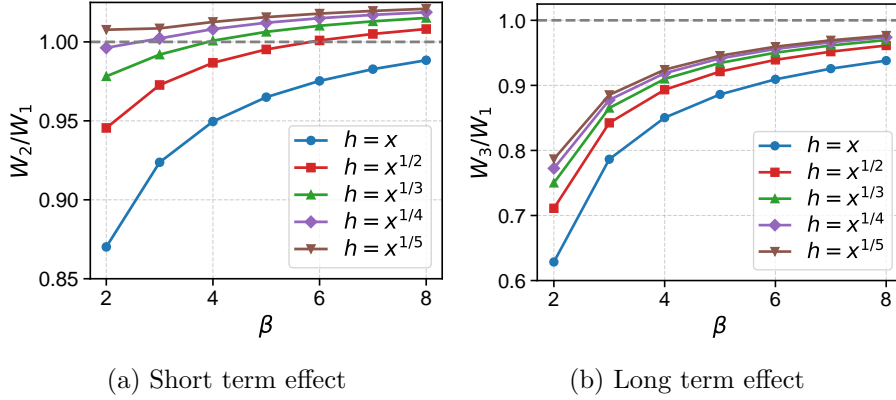 W₂/W₁
1.00
0.95
0.90
0.85
h = x
h = x^{1/2}
h = x^{1/3}
h = x^{1/4}
h = x^{1/5}
2 4 6 8
β
(a) Short term effect
W₃/W₁
1.0
0.9
0.8
0.7
0.6
h = x
h = x^{1/2}
h = x^{1/3}
h = x^{1/4}
h = x^{1/5}
2 4 6 8
β
(b) Long term effect